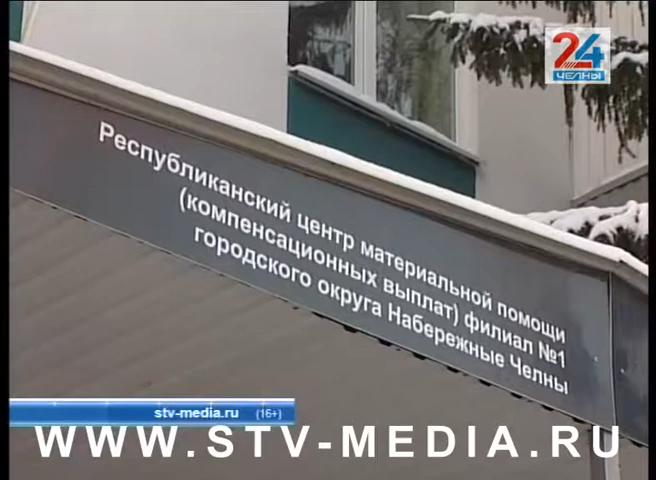 24
ЧЕЛНЫ
Республиканский центр материальной помощи
(компенсационных выплат) филиал №1
городского округа Набережные Челны
stv-media.ru (16+)
WWW.STV-MEDIA.RU